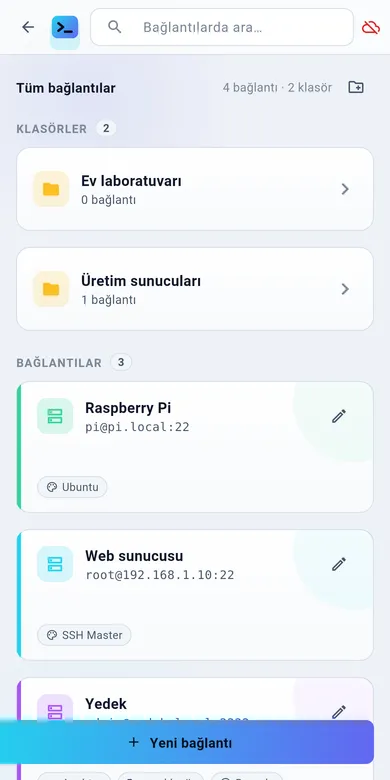 Bağlantılarda ara…
Tüm bağlantılar
4 bağlantı · 2 klasör
KLASÖRLER 2
Ev laboratuvarı
0 bağlantı
Üretim sunucuları
1 bağlantı
BAĞLANTILAR 3
Raspberry Pi
pi@pi.local:22
Ubuntu
Web sunucusu
root@192.168.1.10:22
SSH Master
Yedek
Yeni bağlantı